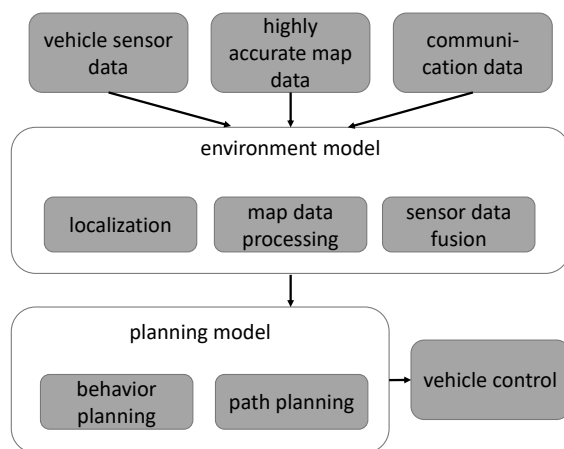 vehicle sensor
data
highly
accurate map
data
communi-
cation data
environment model
localization
map data
processing
sensor data
fusion
planning model
behavior
planning
path planning
vehicle control